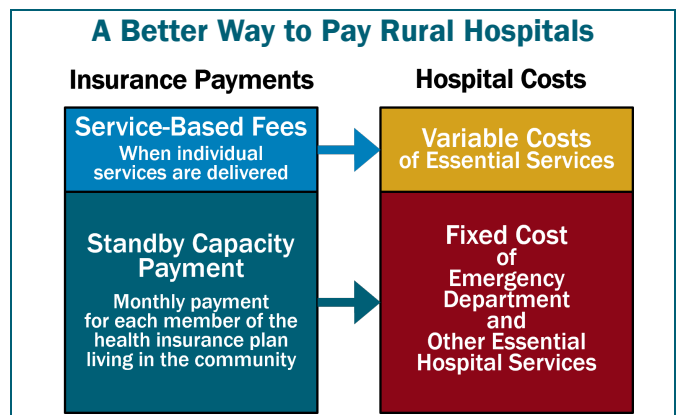 A Better Way to Pay Rural Hospitals
Insurance Payments
Service-Based Fees
When individual
services are delivered
Standby Capacity
Payment
Monthly payment
for each member of the
health insurance plan
living in the community
Hospital Costs
Variable Costs
of Essential Services
Fixed Cost
of
Emergency
Department
and
Other Essential
Hospital Services